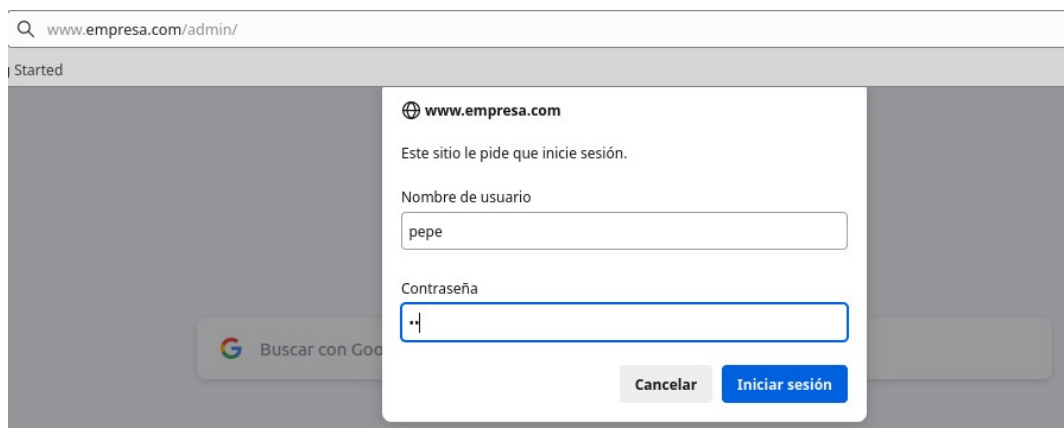 www.empresa.com/admin/
Started
www.empresa.com
Este sitio le pide que inicie sesión.
Nombre de usuario
pepe
Contraseña
••
Buscar con Goo
Cancelar Iniciar sesión